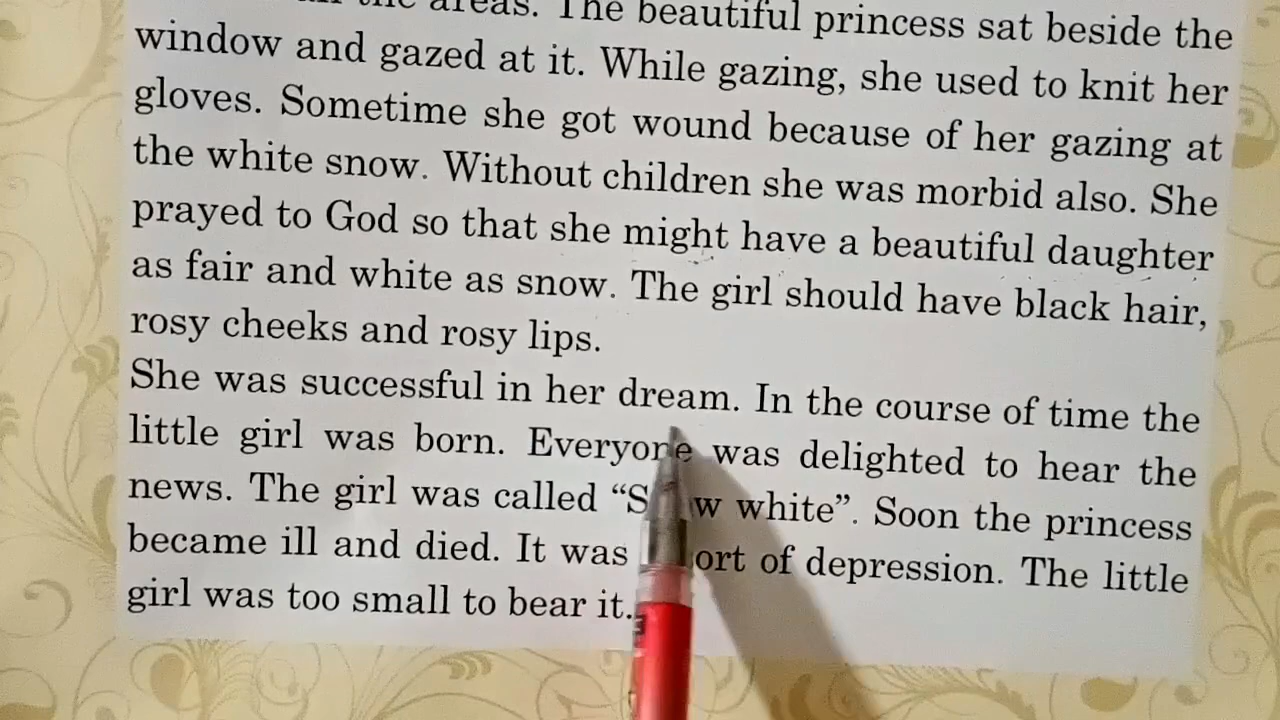 the areas. The beautiful princess sat beside the
window and gazed at it. While gazing, she used to knit her
gloves. Sometime she got wound because of her gazing at
the white snow. Without children she was morbid also. She
prayed to God so that she might have a beautiful daughter
as fair and white as snow. The girl should have black hair,
rosy cheeks and rosy lips.
She was successful in her dream. In the course of time the
little girl was born. Everyone was delighted to hear the
news. The girl was called “Snow white”. Soon the princess
became ill and died. It was of depression. The little
girl was too small to bear it.